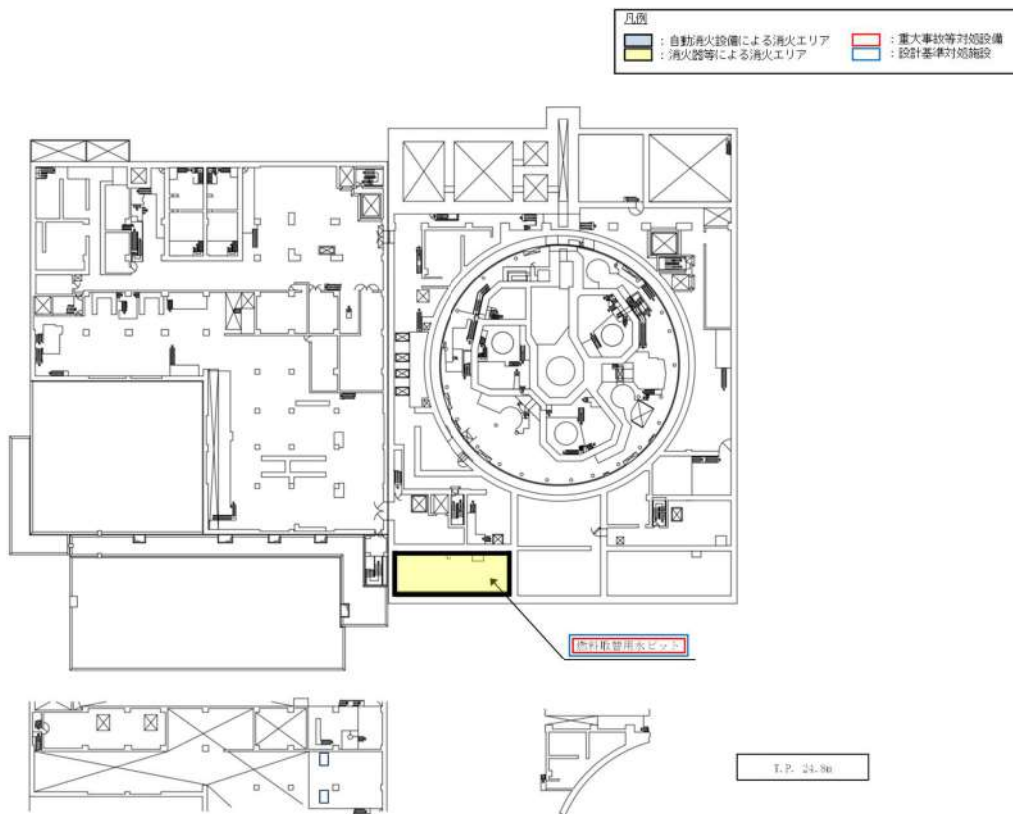 凡例
：自動消火設備による消火エリア
：重大事故等対処設備
：消火器等による消火エリア
：設計基準対処施設
燃料取替用水ピット
T.P. 24.8m